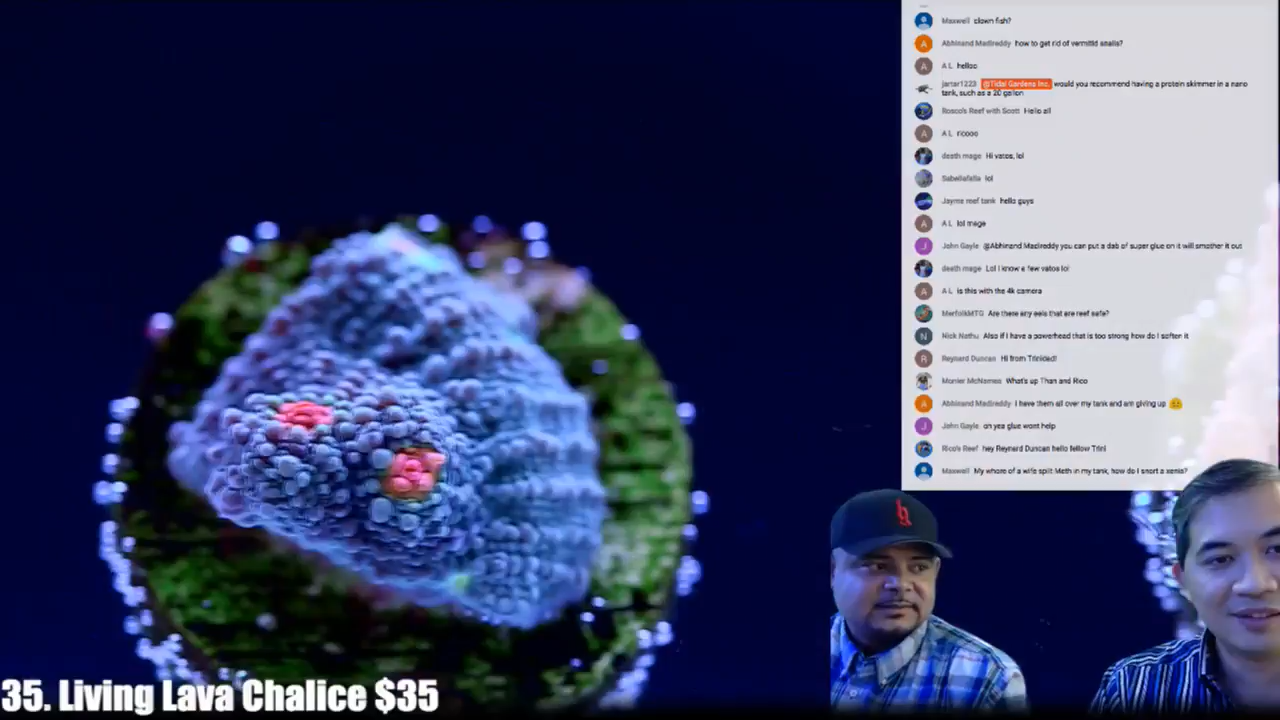 Maxwell clown fish?
A Abhinand Madireddy how to get rid of vermitid snails?
A A L helloo
jartar1223 @Tidal Gardens Inc. would you recommend having a protein skimmer in a nano
tank, such as a 20 gallon
Rosco's Reef with Scott Hello all
A A L ricooo
death mage Hi vatos, lol
lol
Jayme reef tank hello guys
A A L lol mage
J John Gayle @Abhinand Madireddy you can put a dab of super glue on it will smother it out
death mage Lol I know a few vatos lol
A A L is this with the 4k camera
MerfolkMTG Are there any eels that are reef safe?
N Nick Nathu Also if I have a powerhead that is too strong how do I soften it
R Reynard Duncan Hi from Trinidad!
Munier McNamea What's up Than and Rico
A Abhinand Madireddy I have them all over my tank and am giving up
J John Gayle oh yea glue wont help
Rico's Reef hey Reynard Duncan hello fellow Trini
Maxwell My whore of a wife spilt Meth in my tank, how do I snort a xenia?
35. Living Lava Chalice $35